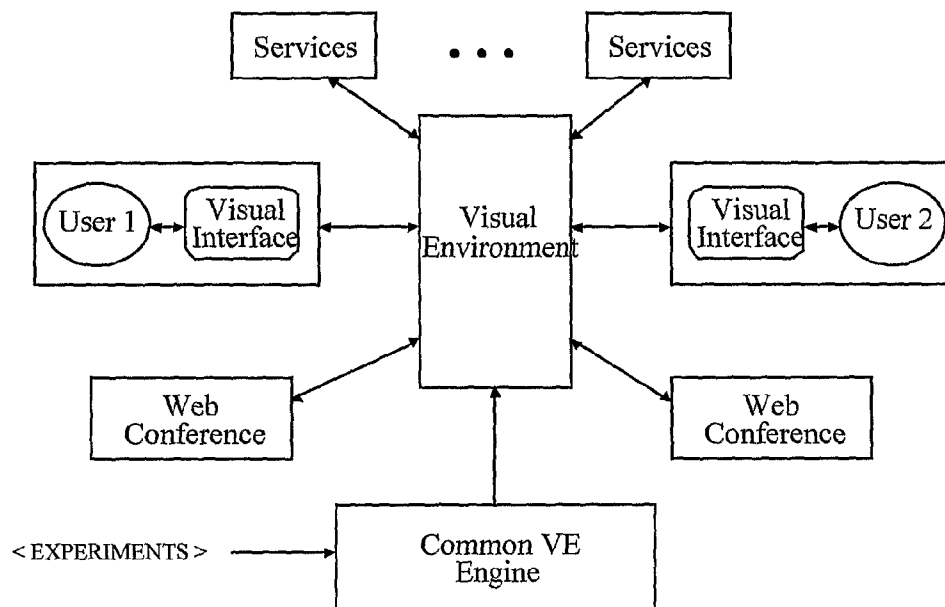 Services
• • •
Services
User 1
Visual
Interface
Visual
Environment
Visual
Interface
User 2
Web
Conference
Web
Conference
< EXPERIMENTS >
Common VE
Engine